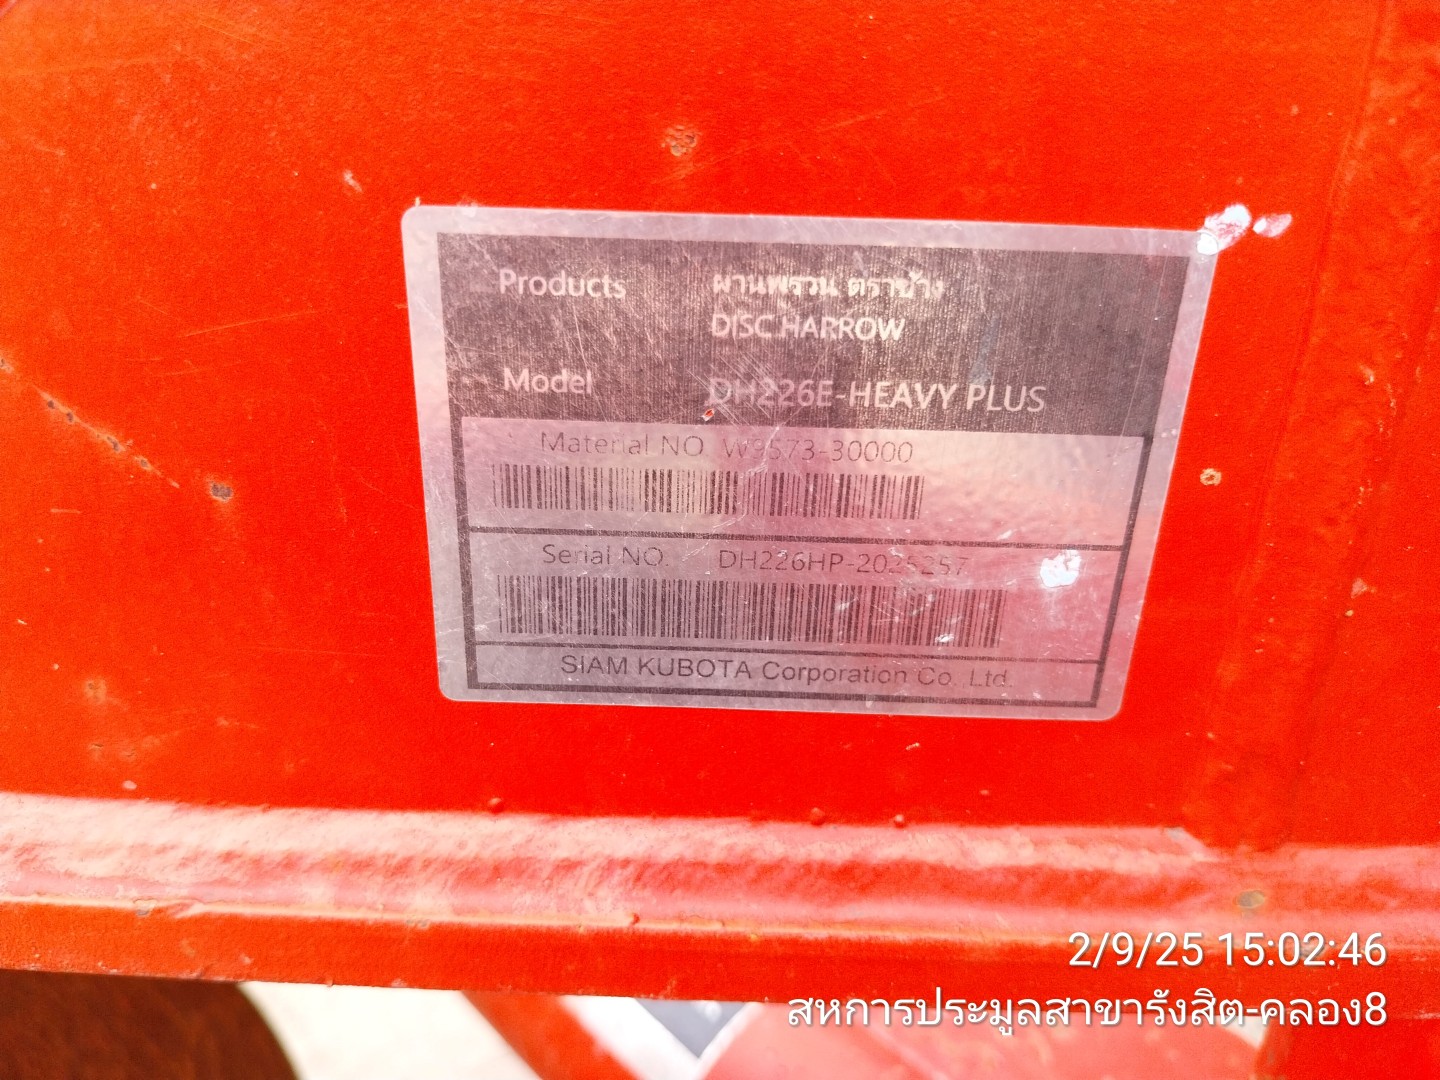 Products ผานพรวน ตราช้าง
DISC HARROW
Model DH226E-HEAVY PLUS
Material NO. W9573-30000
Serial NO. DH226HP-2025257
SIAM KUBOTA Corporation Co. Ltd.
2/9/25 15:02:46
สหการประมูลสาขารังสิต-คลอง8